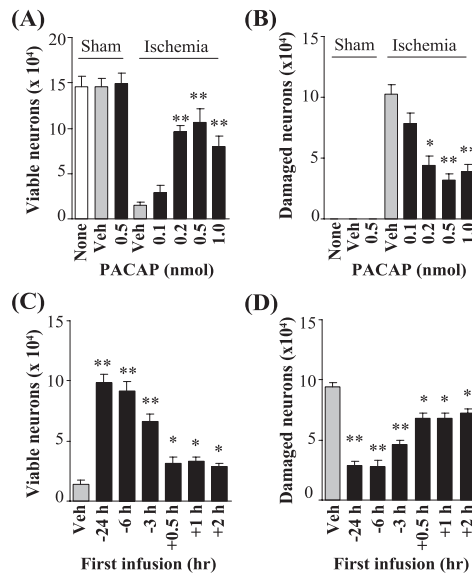 (A)
Sham Ischemia
Viable neurons (x 10⁴)
20
15
10
5
0
** ** **
None Veh 0.5 Veh 0.1 0.2 0.5 1.0
PACAP (nmol)
(B)
Sham Ischemia
Damaged neurons (x10⁴)
15
10
5
0
* ** **
None Veh 0.5 Veh 0.1 0.2 0.5 1.0
PACAP (nmol)
(C)
Viable neurons (x 10⁴)
15
10
5
0
** ** ** * * *
Veh -24 h -6 h -3 h +0.5 h +1 h +2 h
First infusion (hr)
(D)
Damaged neurons (x10⁴)
15
10
5
0
** ** ** * * *
Veh -24 h -6 h -3 h +0.5 h +1 h +2 h
First infusion (hr)